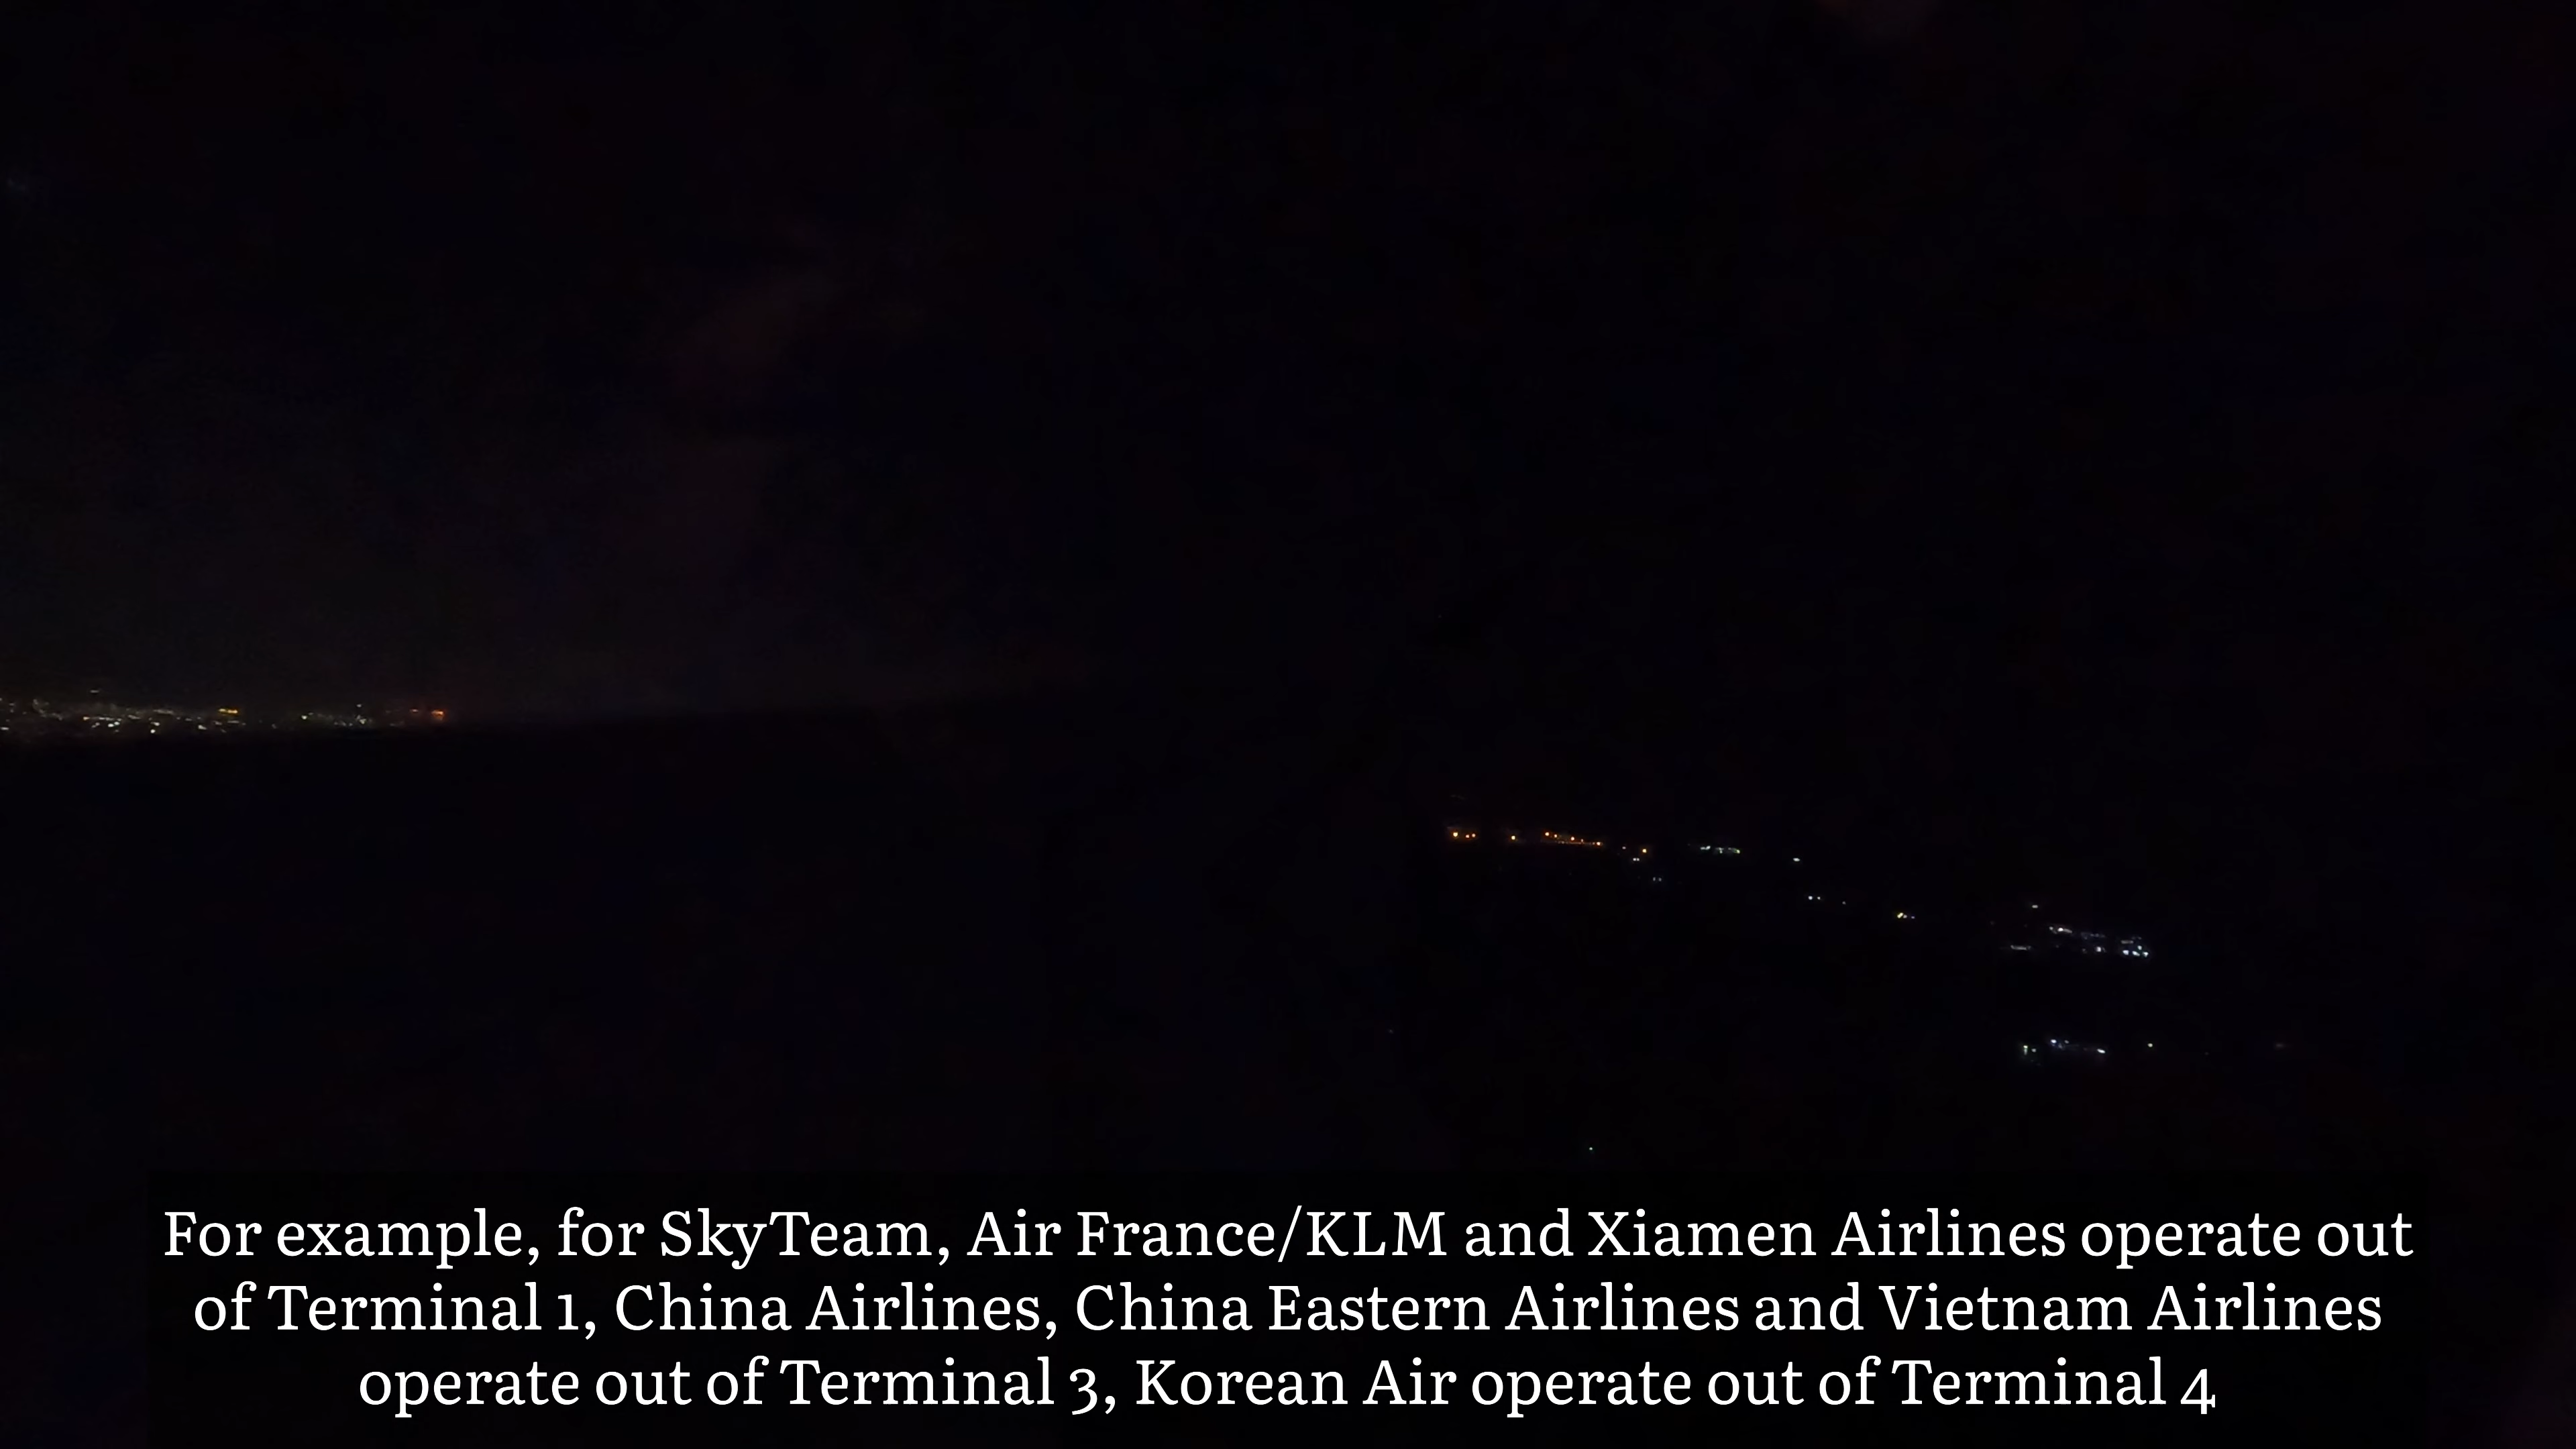 For example, for SkyTeam, Air France/KLM and Xiamen Airlines operate out
of Terminal 1, China Airlines, China Eastern Airlines and Vietnam Airlines
operate out of Terminal 3, Korean Air operate out of Terminal 4